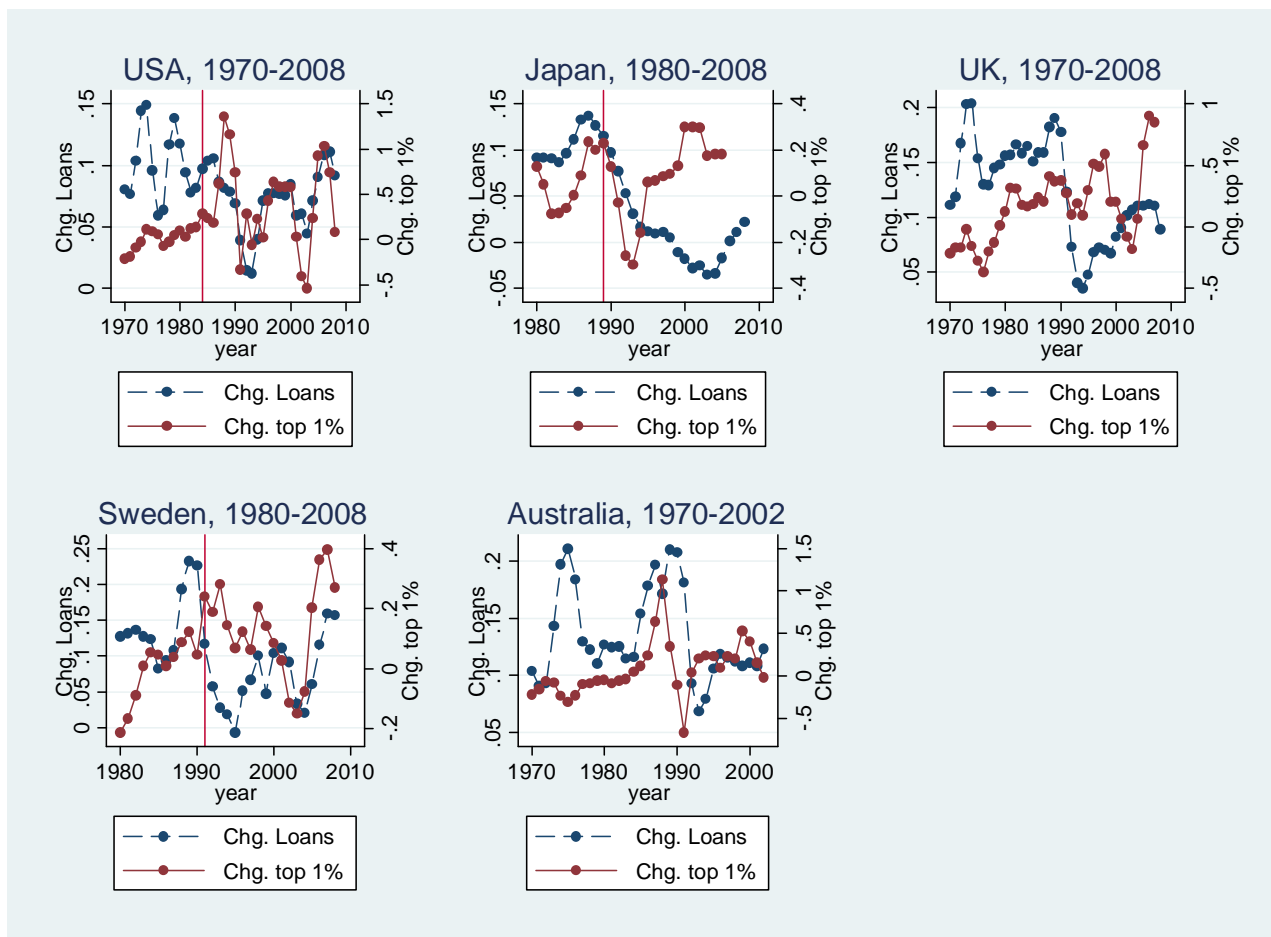 USA, 1970-2008
Chg. Loans
0 .05 .1 .15
Chg. top 1%
-.5 0 .5 1 1.5
1970 1980 1990 2000 2010
year
Chg. Loans
Chg. top 1%
Japan, 1980-2008
Chg. Loans
-.05 0 .05 .1 .15
Chg. top 1%
-.4 -.2 0 .2 .4
1980 1990 2000 2010
year
Chg. Loans
Chg. top 1%
UK, 1970-2008
Chg. Loans
.05 .1 .15 .2
Chg. top 1%
-.5 0 .5 1
1970 1980 1990 2000 2010
year
Chg. Loans
Chg. top 1%
Sweden, 1980-2008
Chg. Loans
0 .05 .1 .15 .2 .25
Chg. top 1%
-.2 0 .2 .4
1980 1990 2000 2010
year
Chg. Loans
Chg. top 1%
Australia, 1970-2002
Chg. Loans
.05 .1 .15 .2
Chg. top 1%
-.5 0 .5 1 1.5
1970 1980 1990 2000
year
Chg. Loans
Chg. top 1%